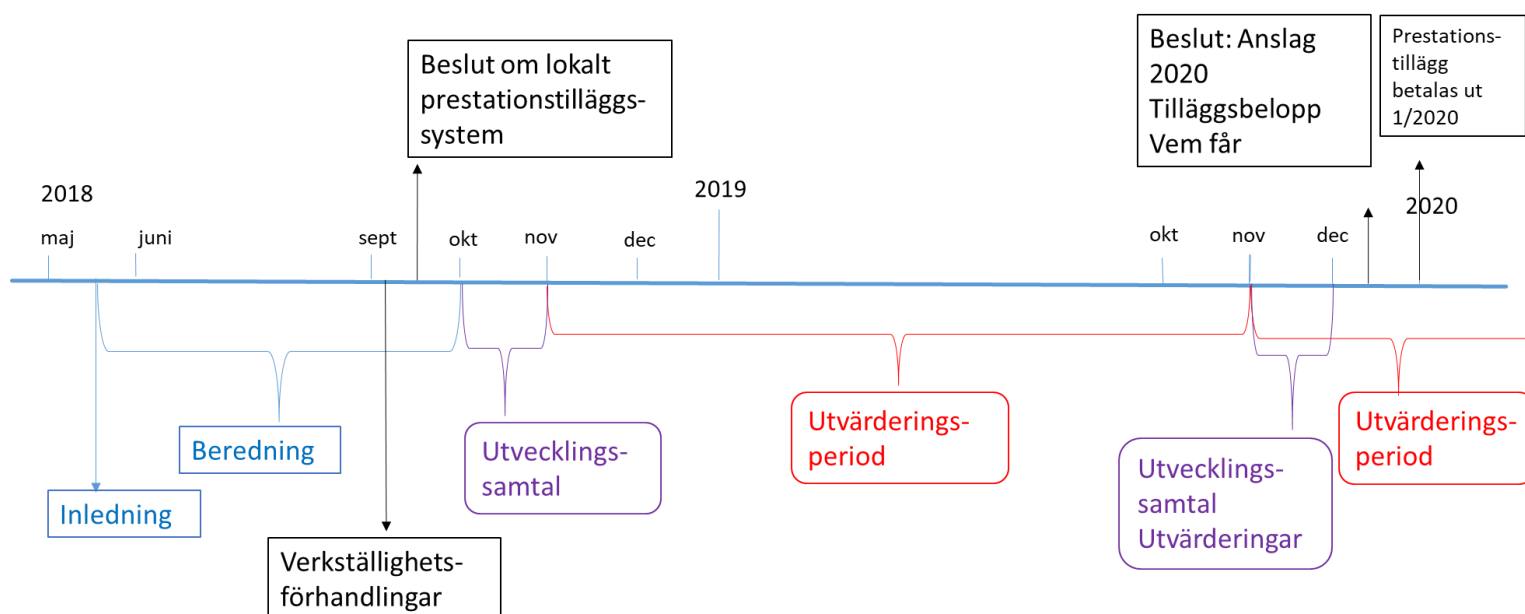 Beslut om lokalt
prestationstilläggs-
system
Beslut: Anslag
2020
Tilläggsbelopp
Vem får
Prestations-
tillägg
betalas ut
1/2020
2018
2019
2020
maj
juni
sept
okt
nov
dec
okt
nov
dec
Beredning
Inledning
Utvecklings-
samtal
Verkställighets-
förhandlingar
Utvärderings-
period
Utvecklings-
samtal
Utvärderingar
Utvärderings-
period